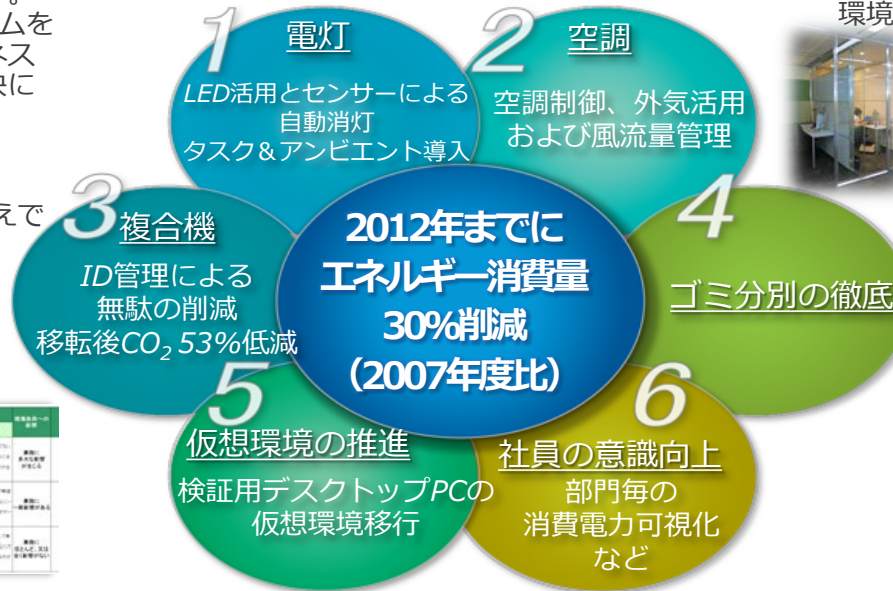 ムを
ネス
環境
1
電灯
LED活用とセンサーによる
自動消灯
タスク＆アンビエント導入
2
空調
空調制御、外気活用
および風流量管理
えで
3
複合機
ID管理による
無駄の削減
移転後CO₂ 53%低減
2012年までに
エネルギー消費量
30%削減
（2007年度比）
4
ゴミ分別の徹底
5
仮想環境の推進
検証用デスクトップPCの
仮想環境移行
6
社員の意識向上
部門毎の
消費電力可視化
など